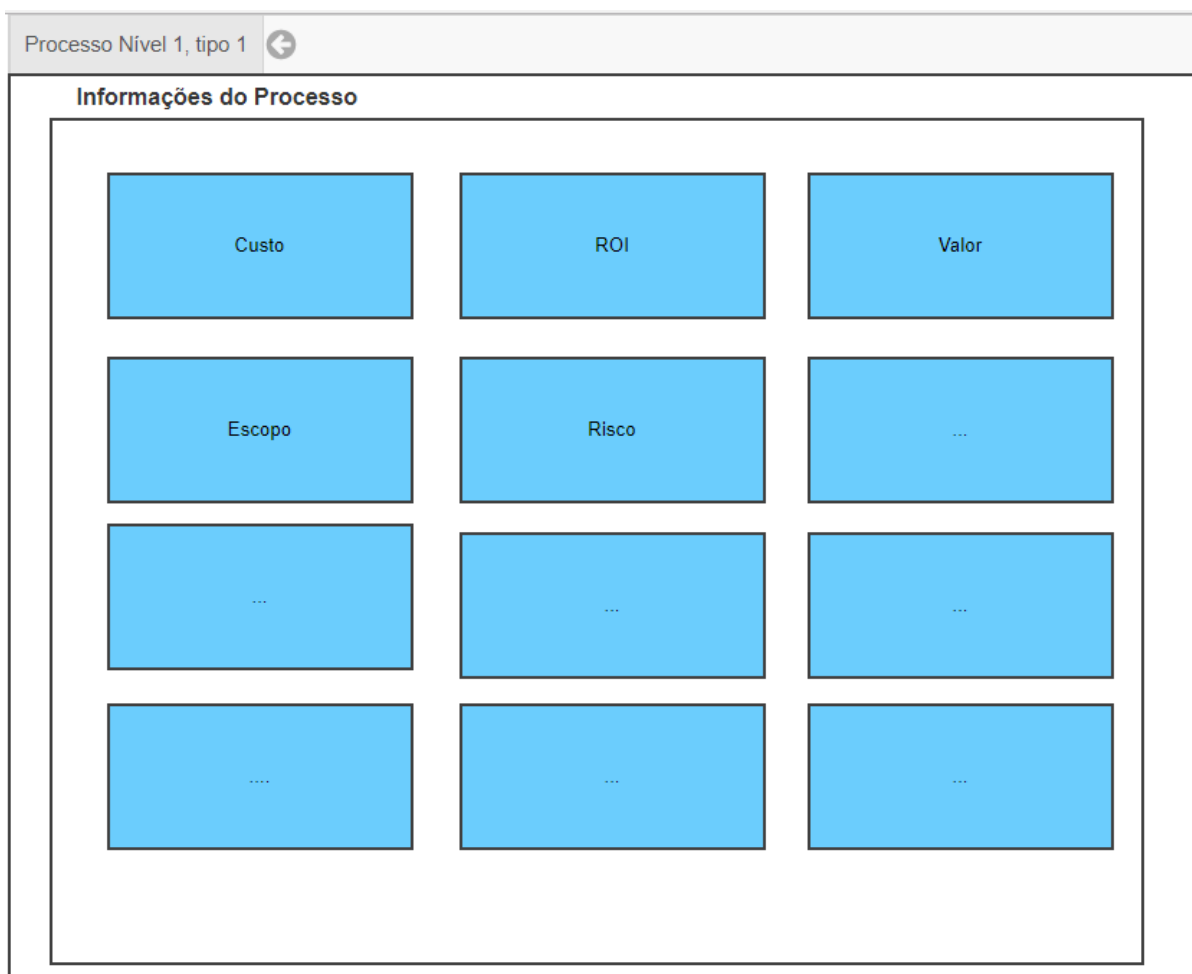 Processo Nível 1, tipo 1
Informações do Processo
Custo
ROI
Valor
Escopo
Risco
...
...
...
...
....
...
...